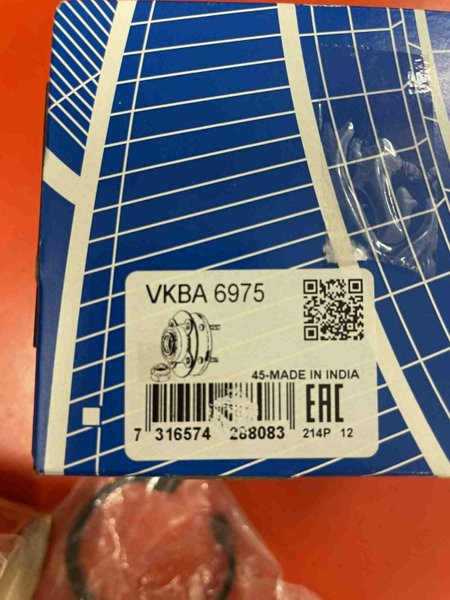 VKBA 6975
45-MADE IN INDIA
EAC
7 316574 288083
214P 12